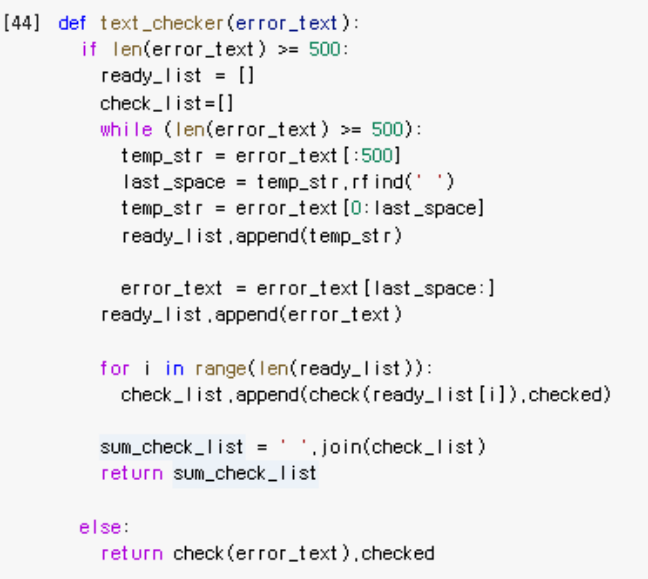 [44] def text_checker(error_text):
if len(error_text) >= 500:
ready_list = []
check_list=[]
while (len(error_text) >= 500):
temp_str = error_text[:500]
last_space = temp_str.rfind(' ')
temp_str = error_text[0:last_space]
ready_list.append(temp_str)
error_text = error_text[last_space:]
ready_list.append(error_text)
for i in range(len(ready_list)):
check_list.append(check(ready_list[i]).checked)
sum_check_list = ' '.join(check_list)
return sum_check_list
else:
return check(error_text).checked